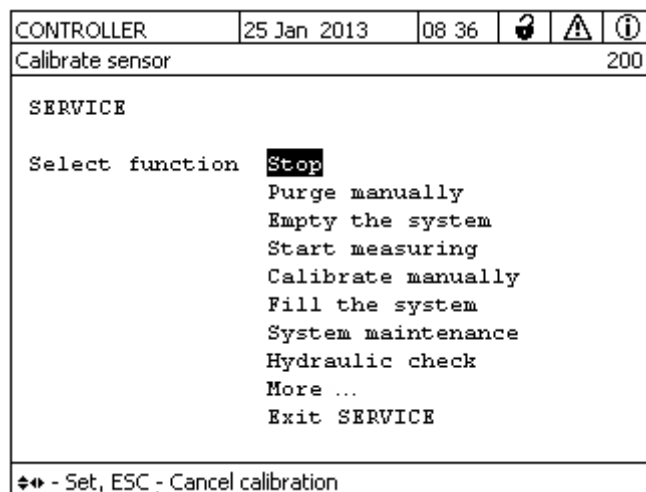 CONTROLLER 25 Jan 2013 08 36
Calibrate sensor 200
SERVICE
Select function Stop
Purge manually
Empty the system
Start measuring
Calibrate manually
Fill the system
System maintenance
Hydraulic check
More ...
Exit SERVICE
- Set, ESC - Cancel calibration